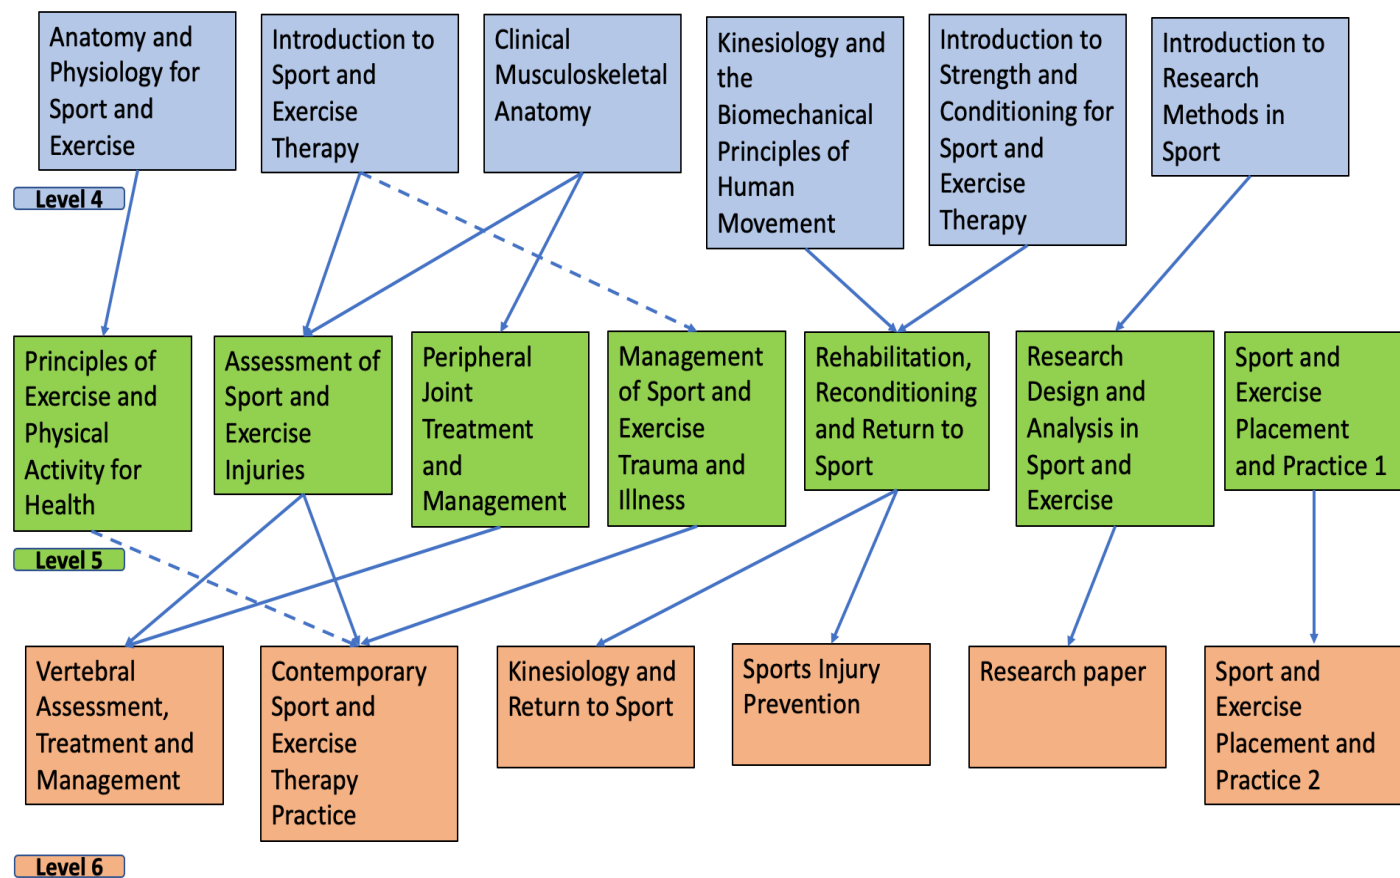 Anatomy and
Physiology for
Sport and
Exercise
Introduction to
Sport and
Exercise
Therapy
Clinical
Musculoskeletal
Anatomy
Kinesiology and
the
Biomechanical
Principles of
Human
Movement
Introduction to
Strength and
Conditioning for
Sport and
Exercise
Therapy
Introduction to
Research
Methods in
Sport
Level 4
Principles of
Exercise and
Physical
Activity for
Health
Assessment of
Sport and
Exercise
Injuries
Peripheral
Joint
Treatment
and
Management
Management
of Sport and
Exercise
Trauma and
Illness
Rehabilitation,
Reconditioning
and Return to
Sport
Research
Design and
Analysis in
Sport and
Exercise
Sport and
Exercise
Placement
and Practice 1
Level 5
Vertebral
Assessment,
Treatment and
Management
Contemporary
Sport and
Exercise
Therapy
Practice
Kinesiology and
Return to Sport
Sports Injury
Prevention
Research paper
Sport and
Exercise
Placement and
Practice 2
Level 6